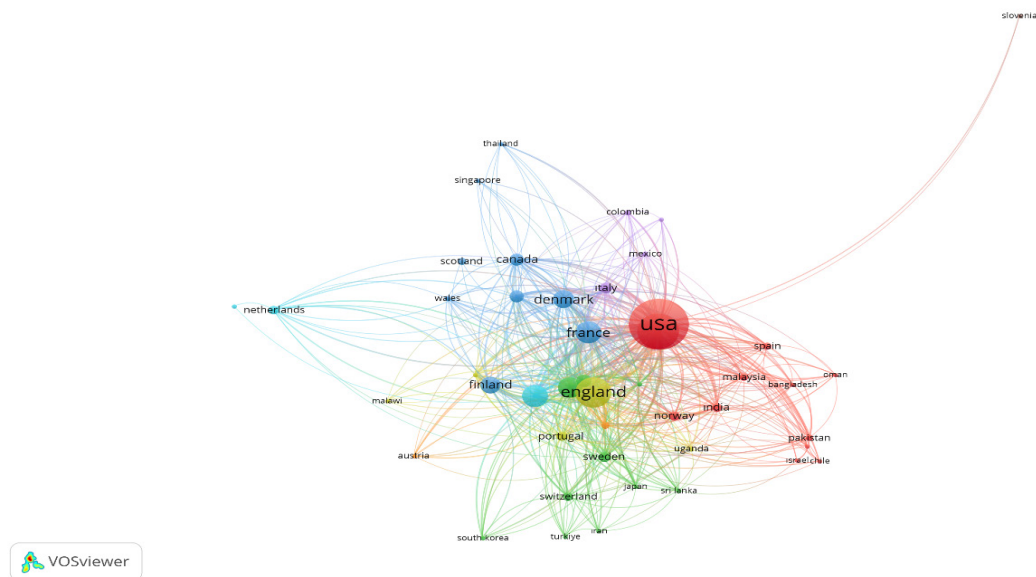 slovenia
thailand
singapore
colombia
mexico
scotland
canada
italy
wales
denmark
netherlands
usa
france
spain
malaysia
oman
bangladesh
finland
england
malawi
india
norway
portugal
pakistan
uganda
austria
sweden
israel
chile
japan
sri lanka
switzerland
iran
south korea
turkiye
VOSviewer